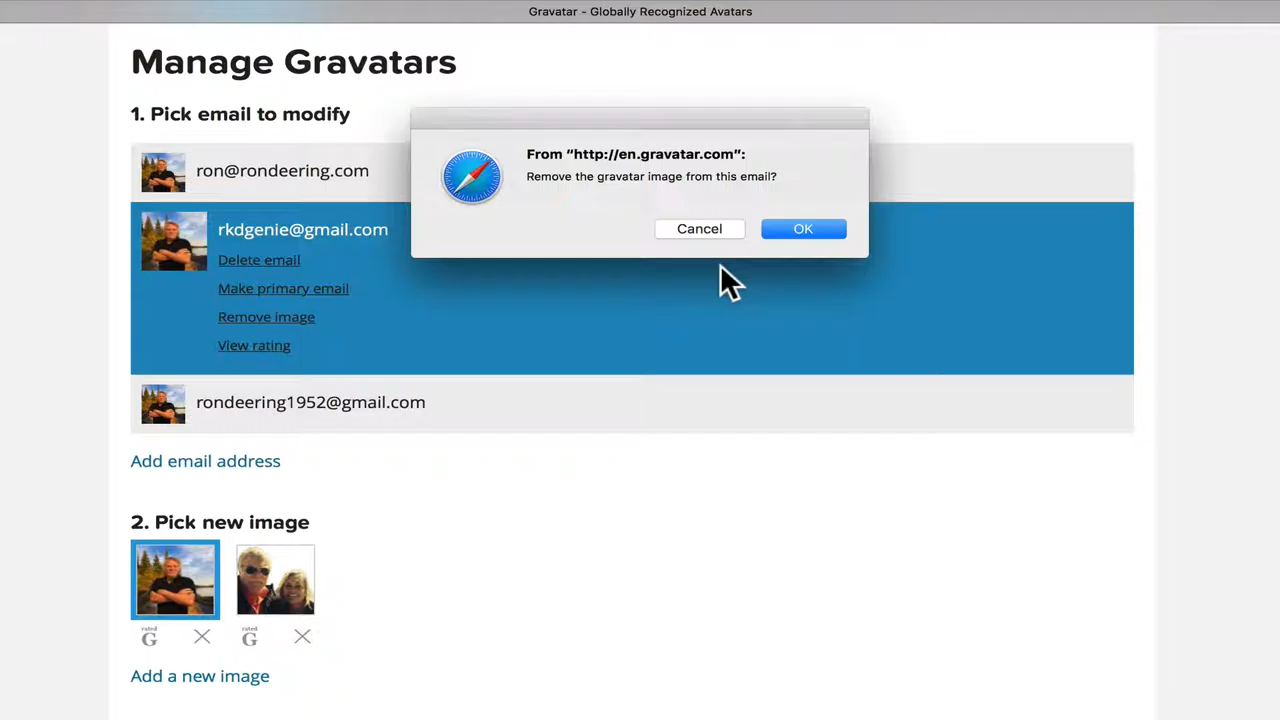 Gravatar - Globally Recognized Avatars
Manage Gravatars
1. Pick email to modify
From “http://en.gravatar.com”:
Remove the gravatar image from this email?
Cancel
OK
ron@rondeering.com
rkdgenie@gmail.com
Delete email
Make primary email
Remove image
View rating
rondeering1952@gmail.com
Add email address
2. Pick new image
rated
G
rated
G
Add a new image